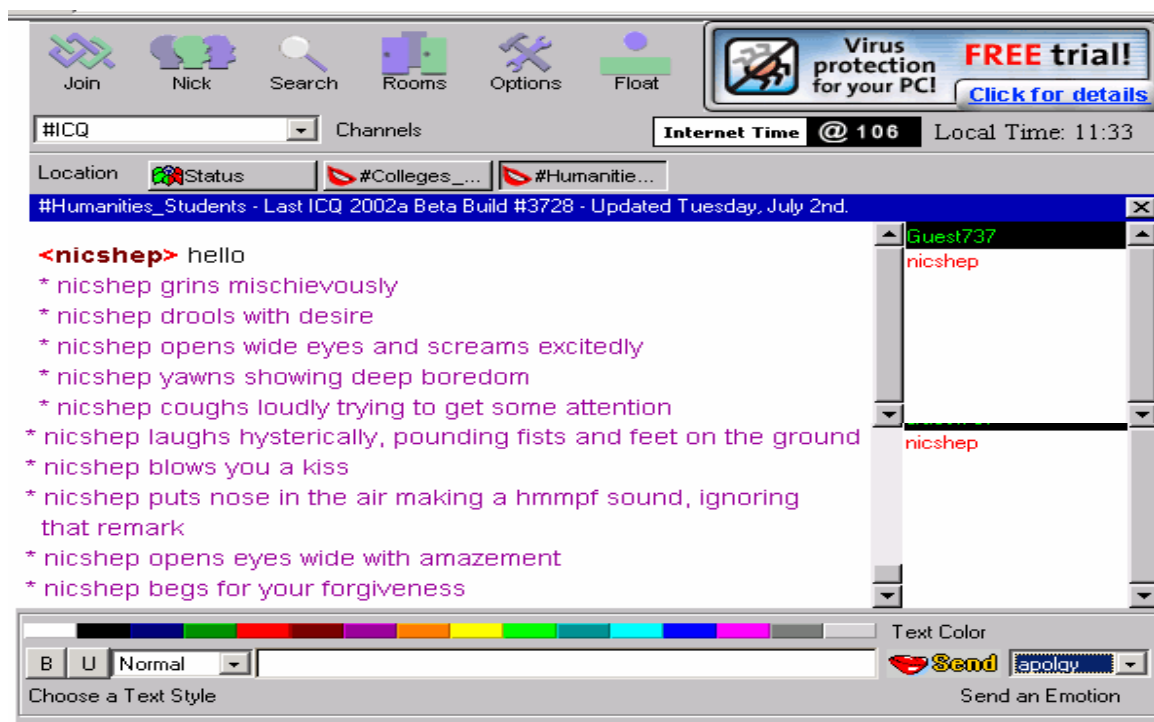 Virus
protection
for your PC!
FREE trial!
Click for details
Join Nick Search Rooms Options Float
#ICQ Channels Internet Time @ 106 Local Time: 11:33
Location Status #Colleges_... #Humanitie...
#Humanities_Students - Last ICQ 2002a Beta Build #3728 - Updated Tuesday, July 2nd.
<nicshep> hello
* nicshep grins mischievously
* nicshep drools with desire
* nicshep opens wide eyes and screams excitedly
* nicshep yawns showing deep boredom
* nicshep coughs loudly trying to get some attention
* nicshep laughs hysterically, pounding fists and feet on the ground
* nicshep blows you a kiss
* nicshep puts nose in the air making a hmmpf sound, ignoring
that remark
* nicshep opens eyes wide with amazement
* nicshep begs for your forgiveness
Guest737
nicshep
nicshep
Text Color
B U Normal Send apolgy
Choose a Text Style Send an Emotion